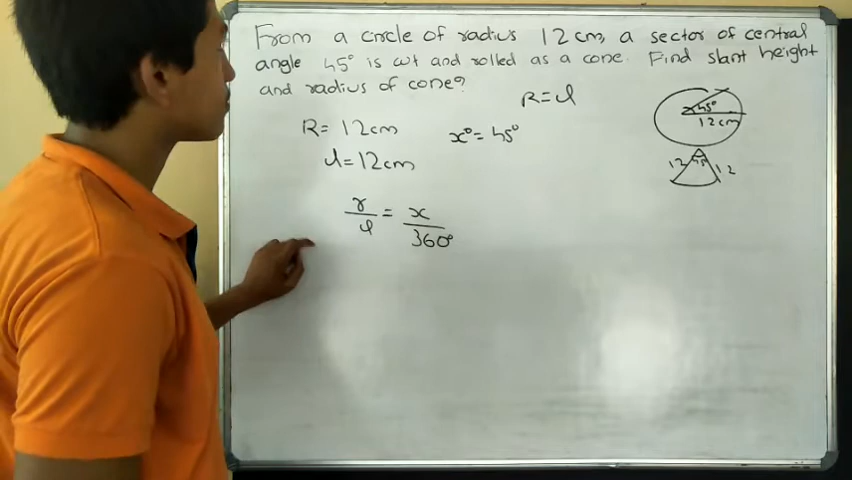 From a circle of radius 12 cm, a sector of central
angle 45° is cut and rolled as a cone. Find slant height
and radius of cone?
R = l
R = 12 cm
x° = 45°
l = 12 cm
r/l = x/360°
45°
12 cm
12 45° 12